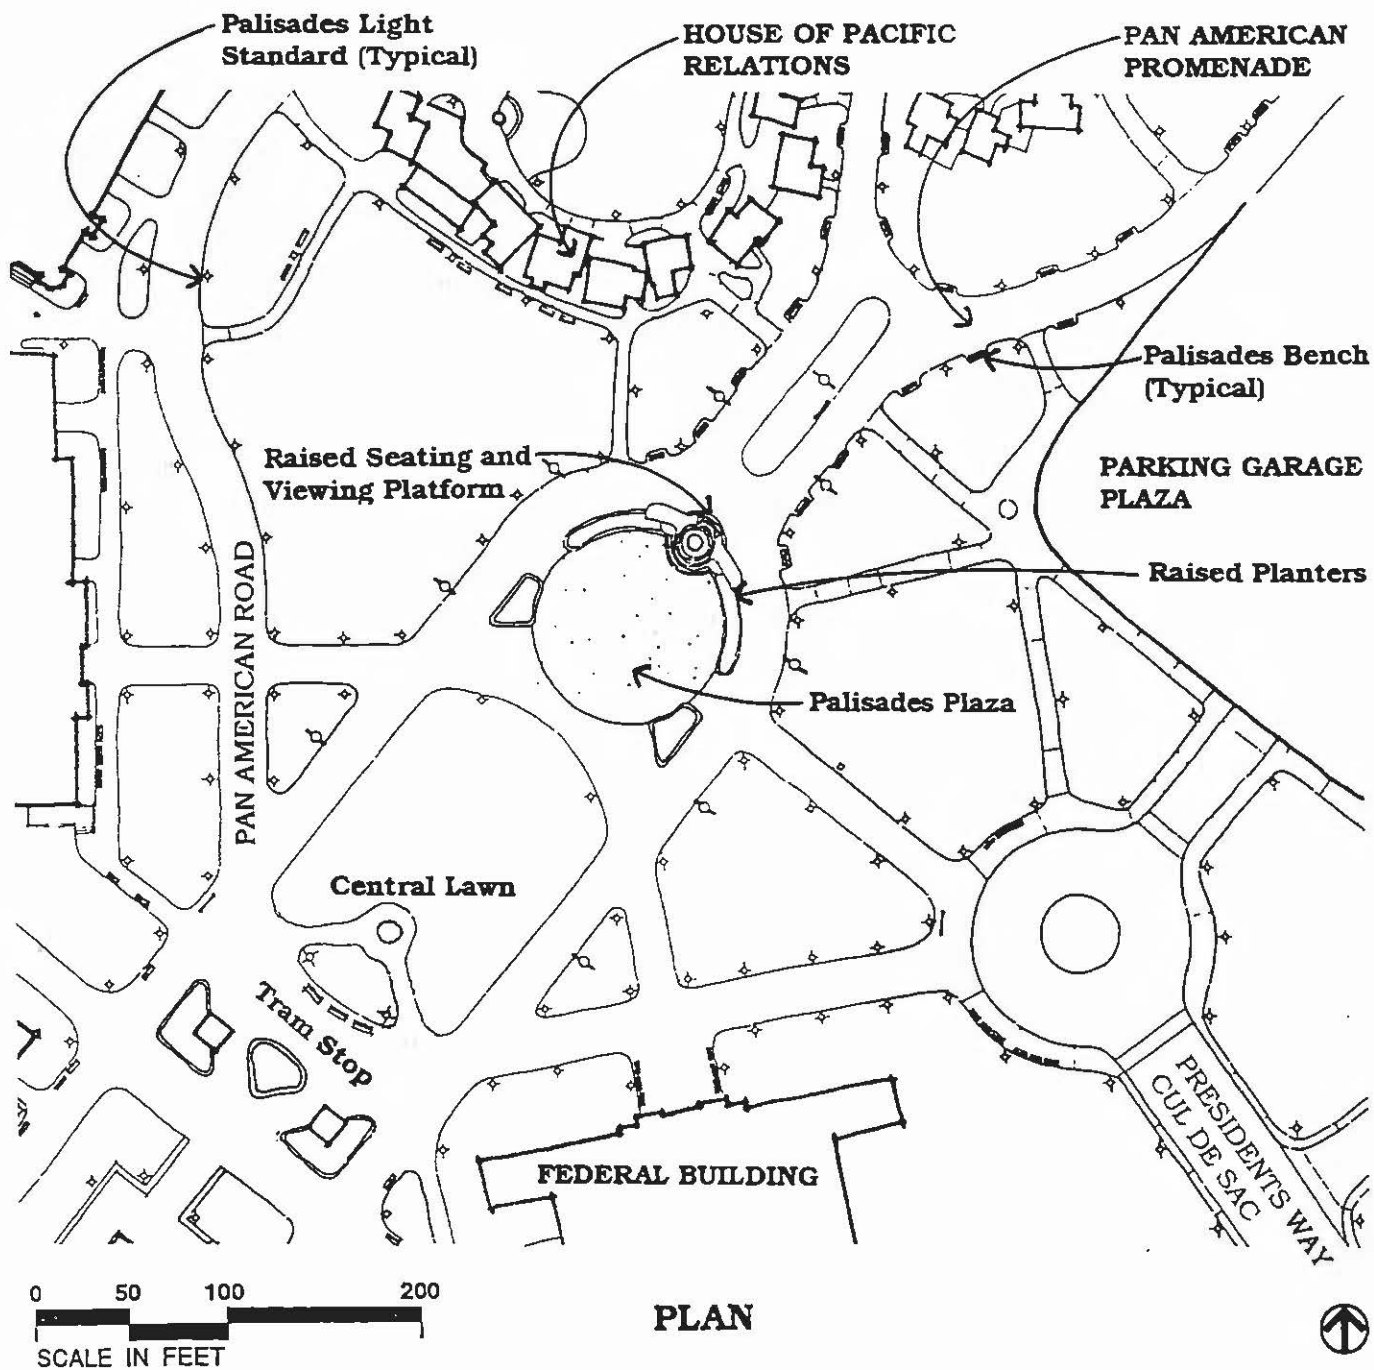 Palisades Light
Standard (Typical)
HOUSE OF PACIFIC
RELATIONS
PAN AMERICAN
PROMENADE
Palisades Bench
(Typical)
Raised Seating and
Viewing Platform
PARKING GARAGE
PLAZA
PAN AMERICAN ROAD
Raised Planters
Palisades Plaza
Central Lawn
Tram Stop
FEDERAL BUILDING
PRESIDENTS WAY
CUL DE SAC
0 50 100 200
SCALE IN FEET
PLAN